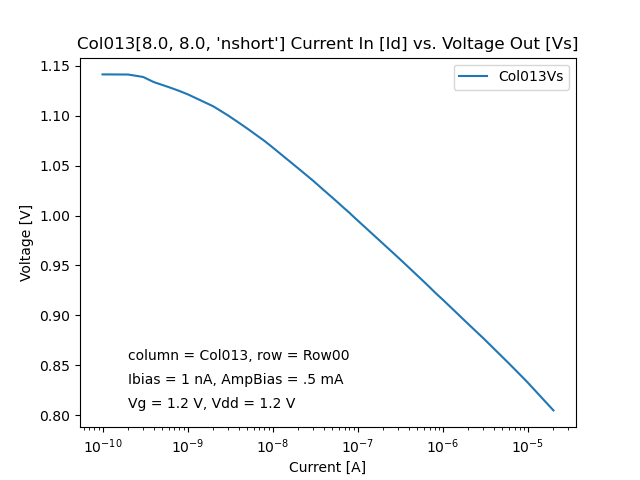 Col013[8.0, 8.0, 'nshort'] Current In [Id] vs. Voltage Out [Vs]
Col013Vs
1.15
1.10
1.05
1.00
0.95
0.90
0.85
0.80
Voltage [V]
column = Col013, row = Row00
Ibias = 1 nA, AmpBias = .5 mA
Vg = 1.2 V, Vdd = 1.2 V
10⁻¹⁰ 10⁻⁹ 10⁻⁸ 10⁻⁷ 10⁻⁶ 10⁻⁵
Current [A]